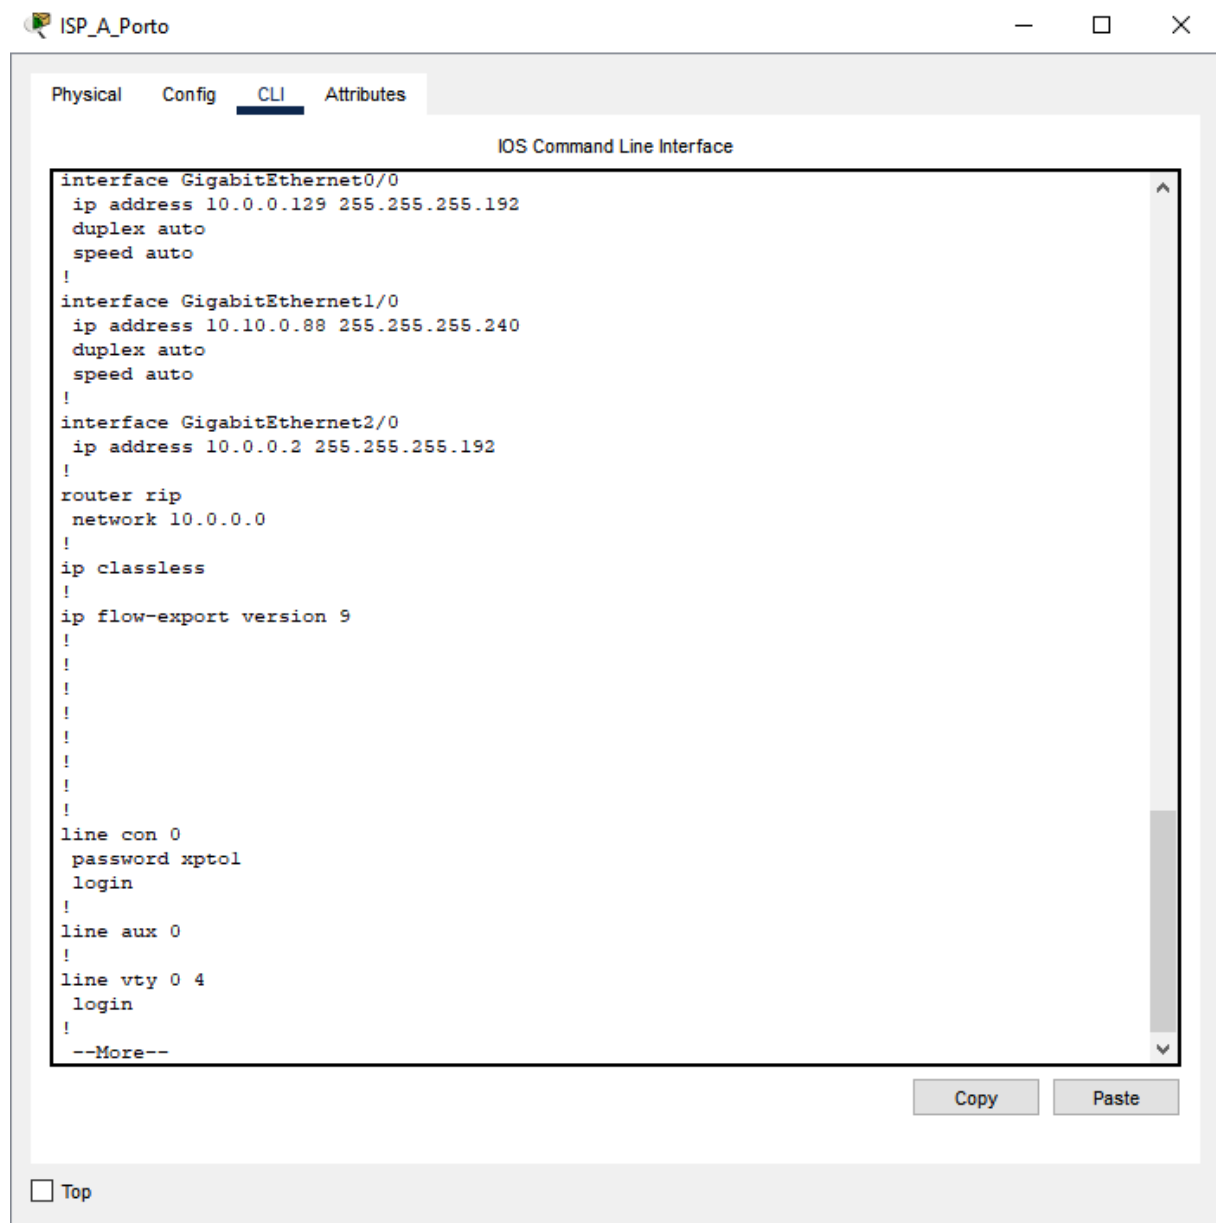 ISP_A_Porto
Physical Config CLI Attributes
IOS Command Line Interface
interface GigabitEthernet0/0
ip address 10.0.0.129 255.255.255.192
duplex auto
speed auto
!
interface GigabitEthernet1/0
ip address 10.10.0.88 255.255.255.240
duplex auto
speed auto
!
interface GigabitEthernet2/0
ip address 10.0.0.2 255.255.255.192
!
router rip
network 10.0.0.0
!
ip classless
!
ip flow-export version 9
!
!
!
!
!
!
!
!
line con 0
password xpto1
login
!
line aux 0
!
line vty 0 4
login
!
--More--
Copy Paste
Top